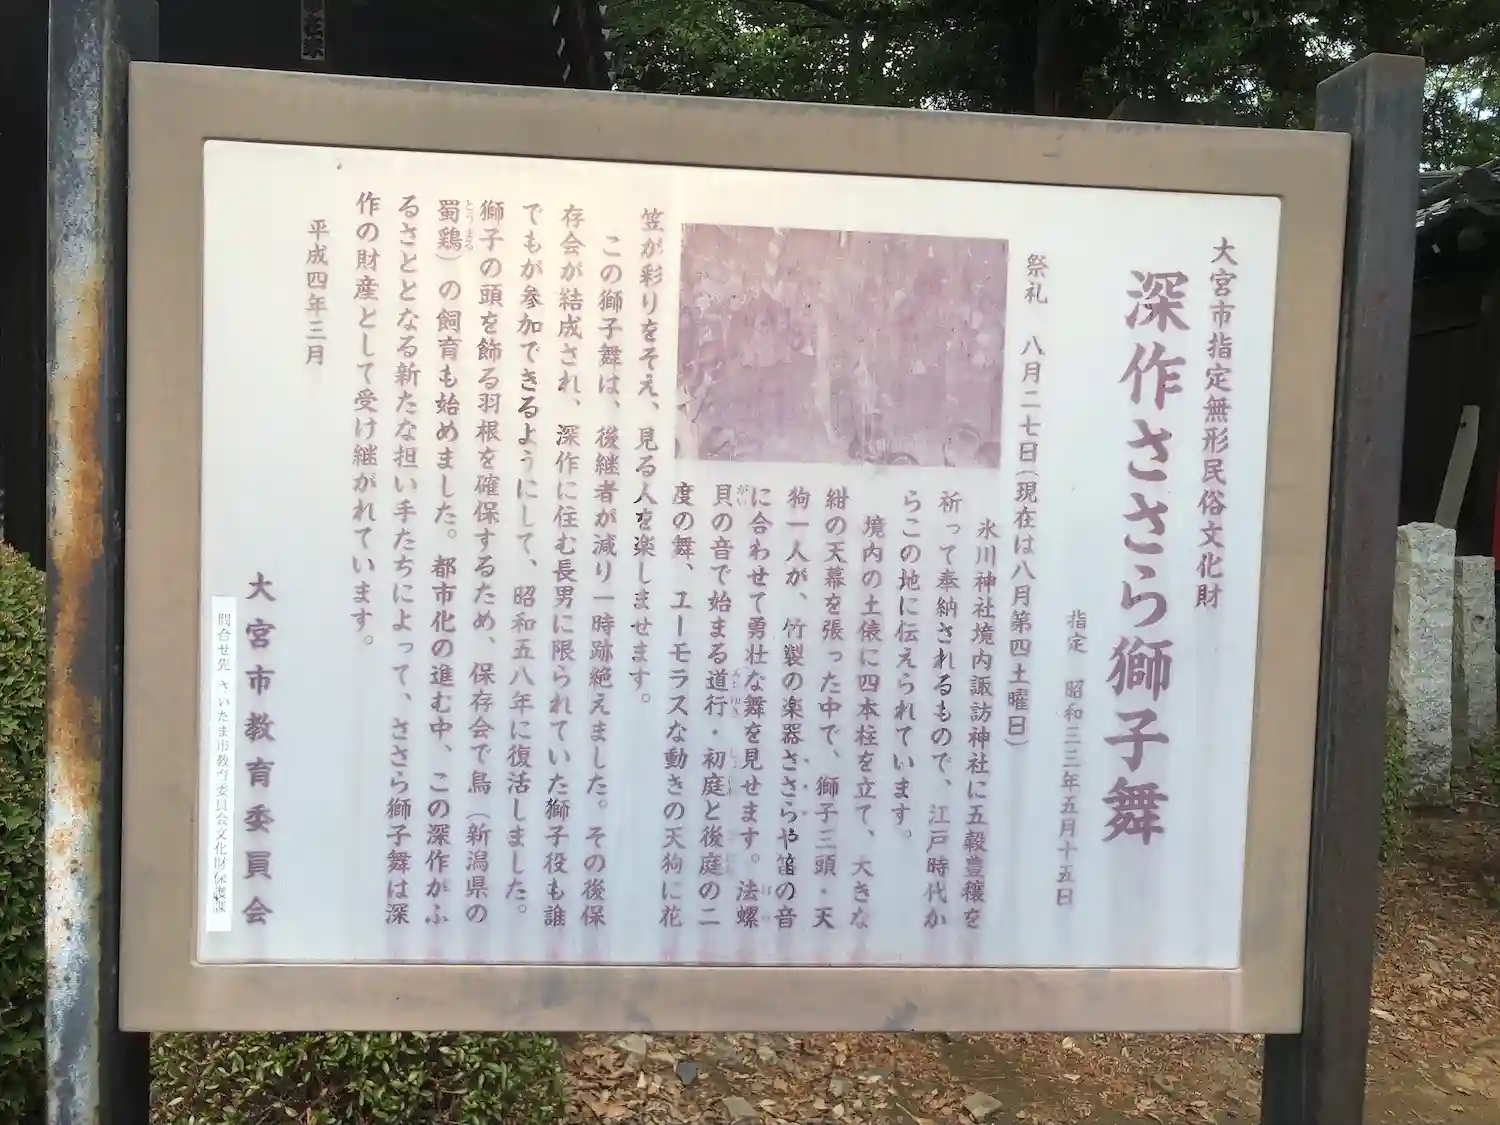 大宮市指定無形民俗文化財
深作ささら獅子舞
指定 昭和三三年五月十五日
祭礼 八月二七日(現在は八月第四土曜日)
氷川神社境内諏訪神社に五穀豊穣を
祈って奉納されるもので、江戸時代か
らこの地に伝えられています。
境内の土俵に四本柱を立て、大きな
紺の天幕を張った中で、獅子三頭・天
狗一人が、竹製の楽器ささらや笛の音
に合わせて勇壮な舞を見せます。法螺
貝の音で始まる道行・初庭と後庭の二
度の舞、ユーモラスな動きの天狗に花
笠が彩りをそえ、見る人を楽しませます。
この獅子舞は、後継者が減り一時跡絶えました。その後保
存会が結成され、深作に住む長男に限られていた獅子役も誰
でもが参加できるようにして、昭和五八年に復活しました。
獅子の頭を飾る羽根を確保するため、保存会で鳥(新潟県の
蜀鶏)の飼育も始めました。都市化の進む中、この深作がふ
るさととなる新たな担い手たちによって、ささら獅子舞は深
作の財産として受け継がれています。
平成四年三月
大宮市教育委員会
問合せ先 さいたま市教育委員会文化財保護課